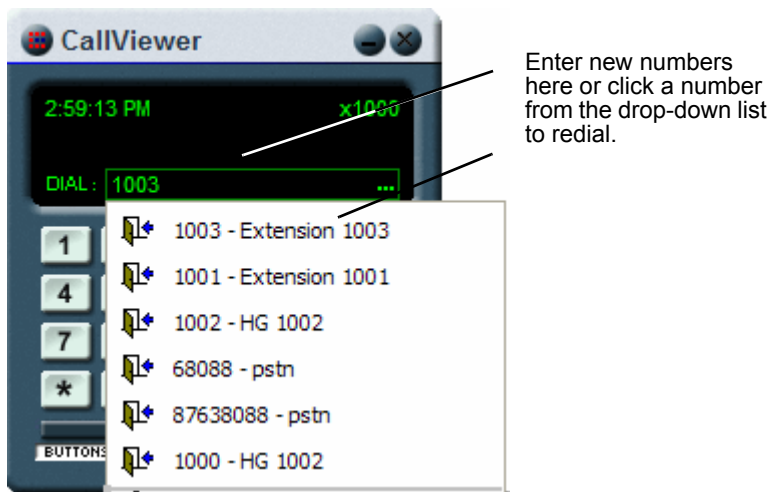 CallViewer
Enter new numbers
here or click a number
from the drop-down list
to redial.
2:59:13 PM x1000
DIAL: 1003 ...
1003 - Extension 1003
1
1001 - Extension 1001
4
1002 - HG 1002
7
68088 - pstn
*
87638088 - pstn
BUTTONS
1000 - HG 1002